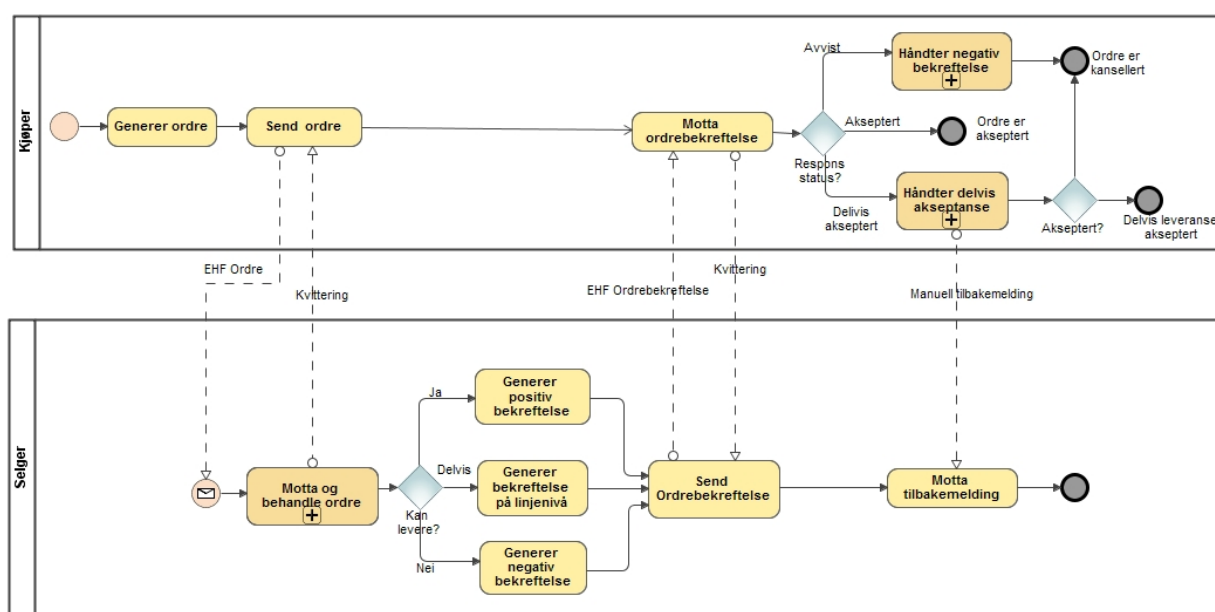 Kjøper
Generer ordre
Send ordre
Motta
ordrebekreftelse
Respons
status?
Avvist
Håndter negativ
bekreftelse
Ordre er
kansellert
Akseptert
Ordre er
akseptert
Delivis
akseptert
Håndter delvis
akseptanse
Akseptert?
Delvis leveranse
akseptert
EHF Ordre
Kvittering
EHF Ordrebekreftelse
Kvittering
Manuell tilbakemelding
Selger
Motta og
behandle ordre
Kan
levere?
Ja
Generer
positiv
bekreftelse
Delvis
Generer
bekreftelse
på linjenivå
Nei
Generer
negativ
bekreftelse
Send
Ordrebekreftelse
Motta
tilbakemelding